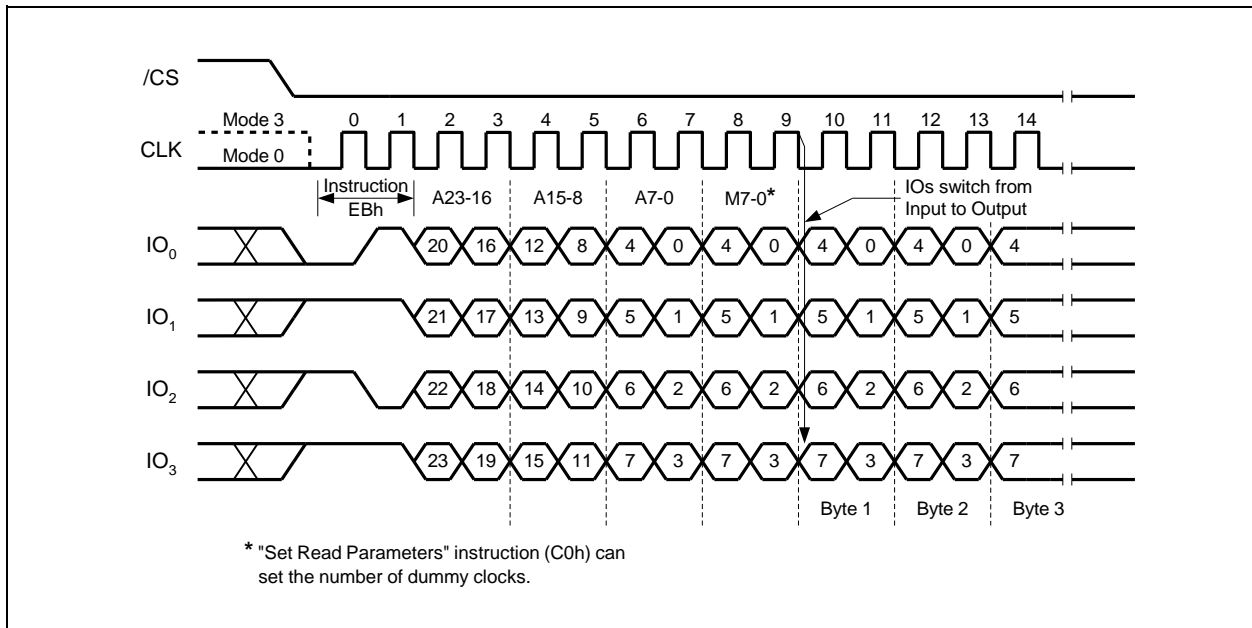 /CS
Mode 3 0 1 2 3 4 5 6 7 8 9 10 11 12 13 14
CLK
Mode 0
Instruction
EBh
A23-16 A15-8 A7-0 M7-0*
IOs switch from
Input to Output
IO0 20 16 12 8 4 0 4 0 4 0 4 0 4
IO1 21 17 13 9 5 1 5 1 5 1 5 1 5
IO2 22 18 14 10 6 2 6 2 6 2 6 2 6
IO3 23 19 15 11 7 3 7 3 7 3 7 3 7
Byte 1 Byte 2 Byte 3
* "Set Read Parameters" instruction (C0h) can
set the number of dummy clocks.